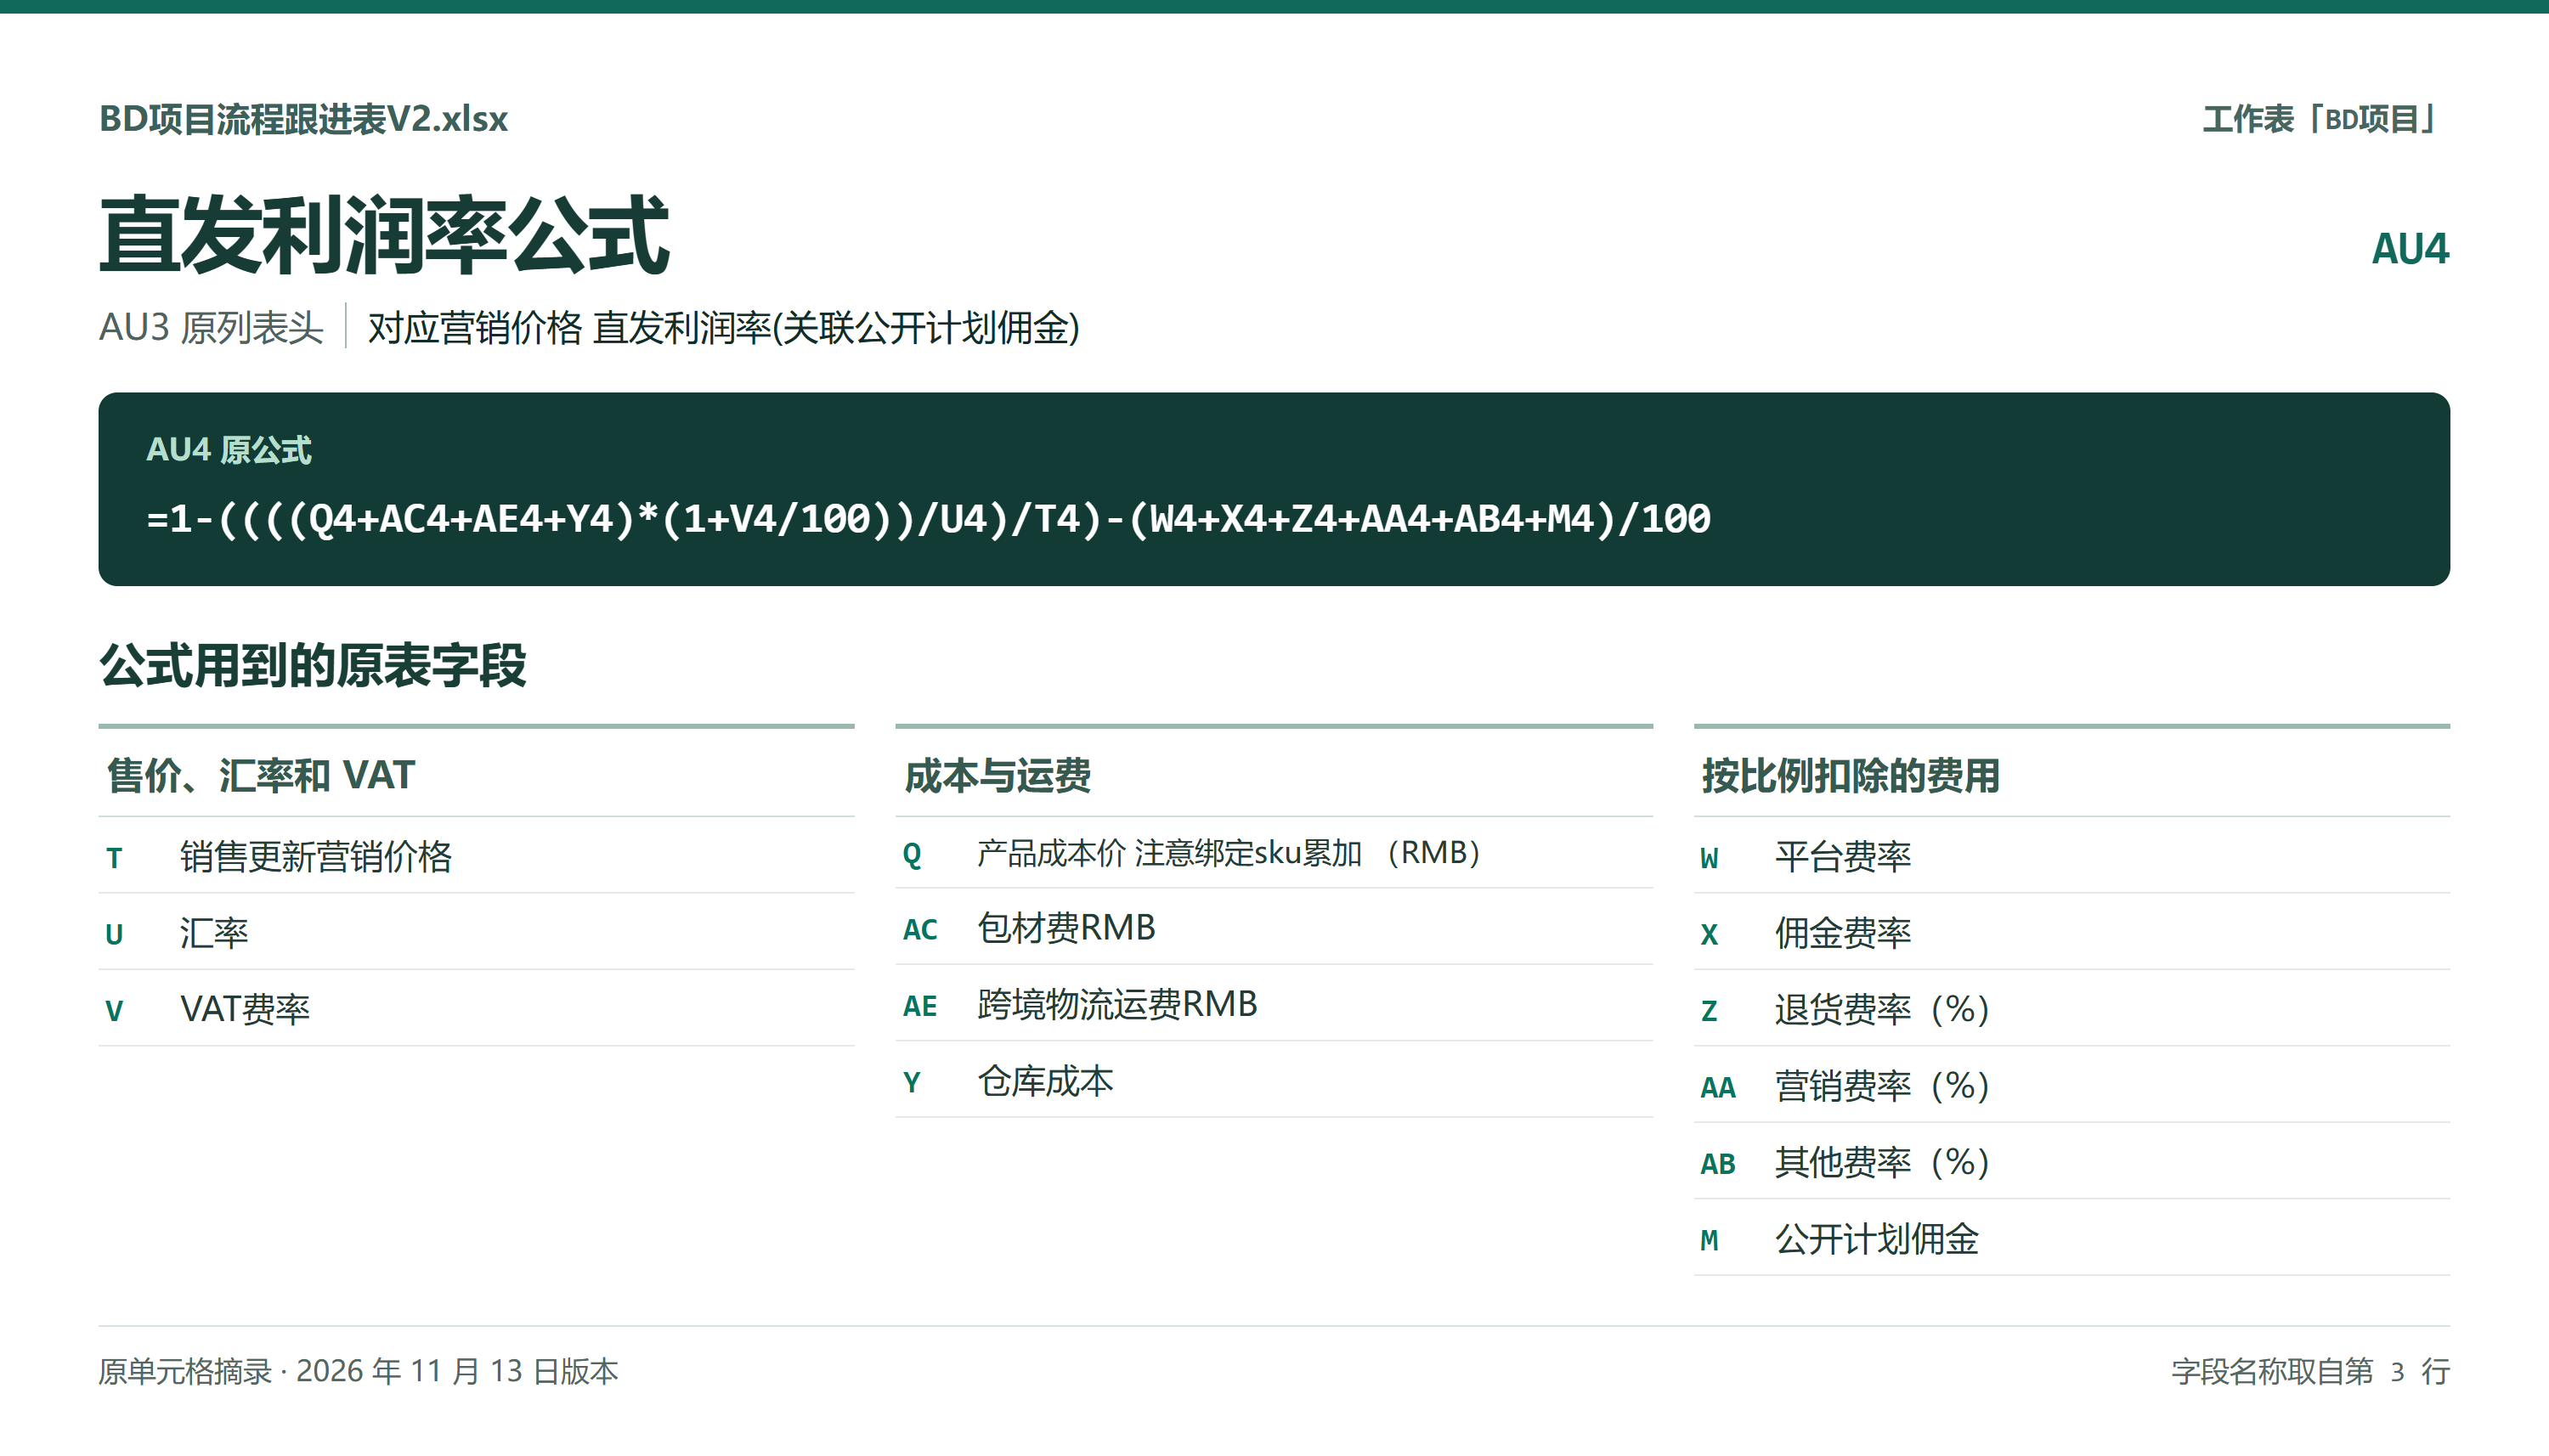 BD项目流程跟进表V2.xlsx
工作表「BD项目」
直发利润率公式
AU4
AU3 原列表头
对应营销价格 直发利润率(关联公开计划佣金)
AU4 原公式
=1-((((Q4+AC4+AE4+Y4)*(1+V4/100))/U4)/T4)-(W4+X4+Z4+AA4+AB4+M4)/100
公式用到的原表字段
售价、汇率和 VAT
T 销售更新营销价格
U 汇率
V VAT费率
成本与运费
Q 产品成本价 注意绑定sku累加 （RMB）
AC 包材费RMB
AE 跨境物流运费RMB
Y 仓库成本
按比例扣除的费用
W 平台费率
X 佣金费率
Z 退货费率（%）
AA 营销费率（%）
AB 其他费率（%）
M 公开计划佣金
原单元格摘录 · 2026 年 11 月 13 日版本
字段名称取自第 3 行